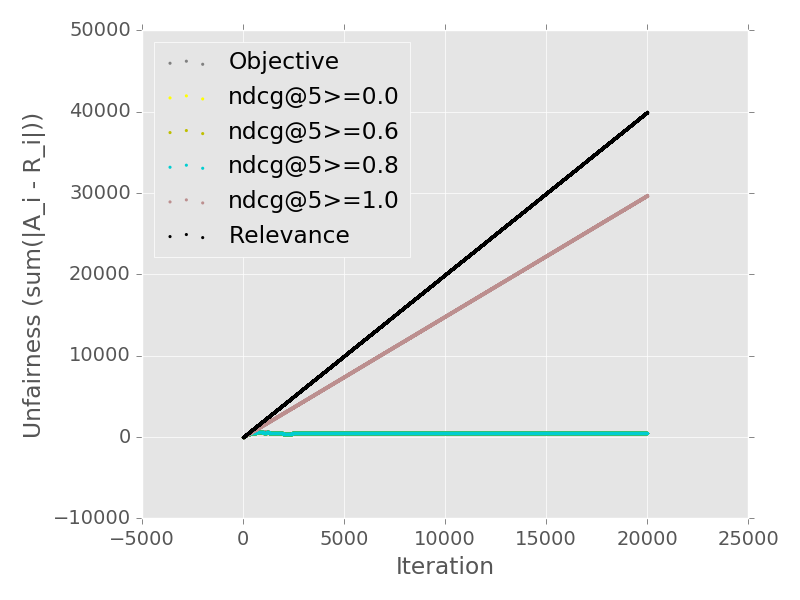 50000
40000
30000
20000
10000
0
−10000
−5000
0
5000
10000
15000
20000
25000
Iteration
Unfairness (sum(|A_i - R_i|))
Objective
ndcg@5>=0.0
ndcg@5>=0.6
ndcg@5>=0.8
ndcg@5>=1.0
Relevance